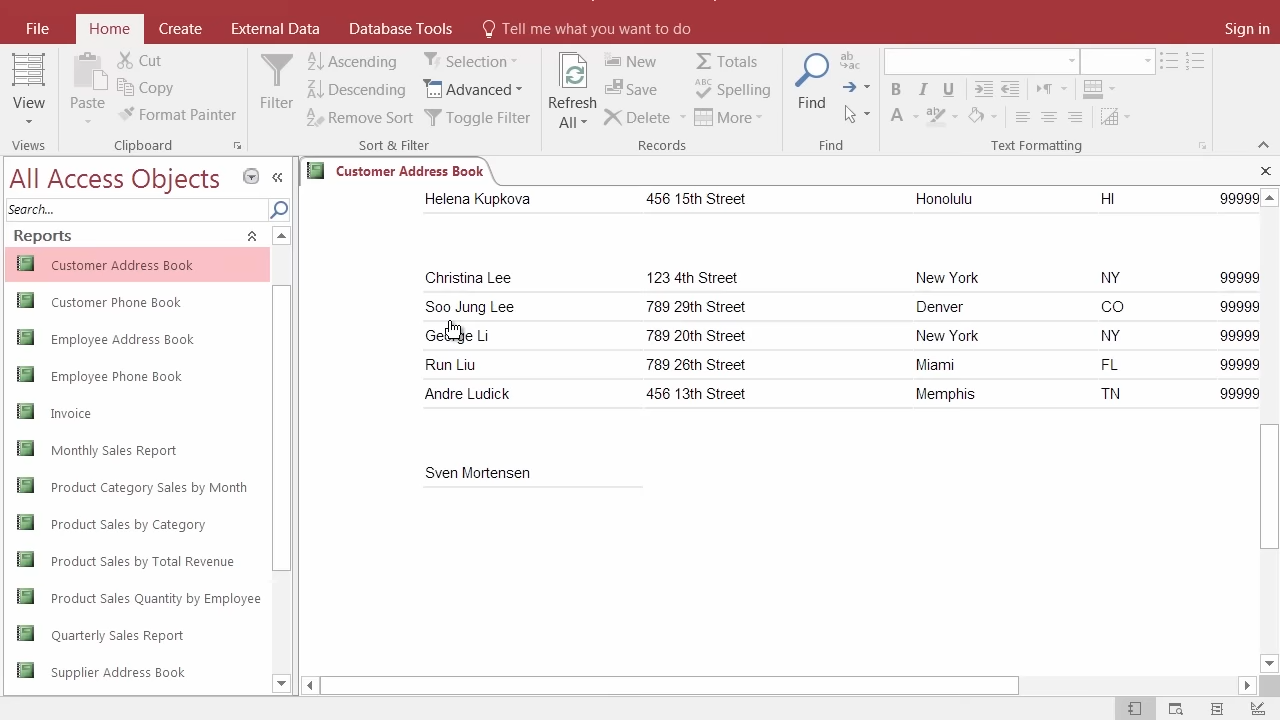 File Home Create External Data Database Tools Tell me what you want to do Sign in
View Paste Cut Copy Format Painter Filter Ascending Descending Remove Sort Selection Advanced Toggle Filter Refresh All New Save Delete Totals Spelling More Find B I U A
Views Clipboard Sort & Filter Records Find Text Formatting
All Access Objects
Search...
Reports
Customer Address Book
Customer Phone Book
Employee Address Book
Employee Phone Book
Invoice
Monthly Sales Report
Product Category Sales by Month
Product Sales by Category
Product Sales by Total Revenue
Product Sales Quantity by Employee
Quarterly Sales Report
Supplier Address Book
Customer Address Book
Helena Kupkova 456 15th Street Honolulu HI 99999
Christina Lee 123 4th Street New York NY 99999
Soo Jung Lee 789 29th Street Denver CO 99999
George Li 789 20th Street New York NY 99999
Run Liu 789 26th Street Miami FL 99999
Andre Ludick 456 13th Street Memphis TN 99999
Sven Mortensen